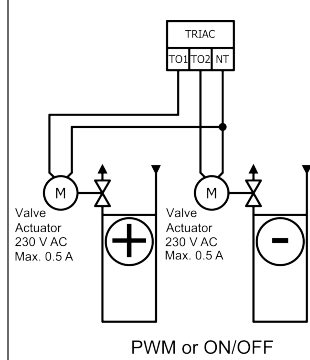 TRIAC
TO1 TO2 NT
M
M
Valve
Actuator
230 V AC
Max. 0.5 A
Valve
Actuator
230 V AC
Max. 0.5 A
+
-
PWM or ON/OFF